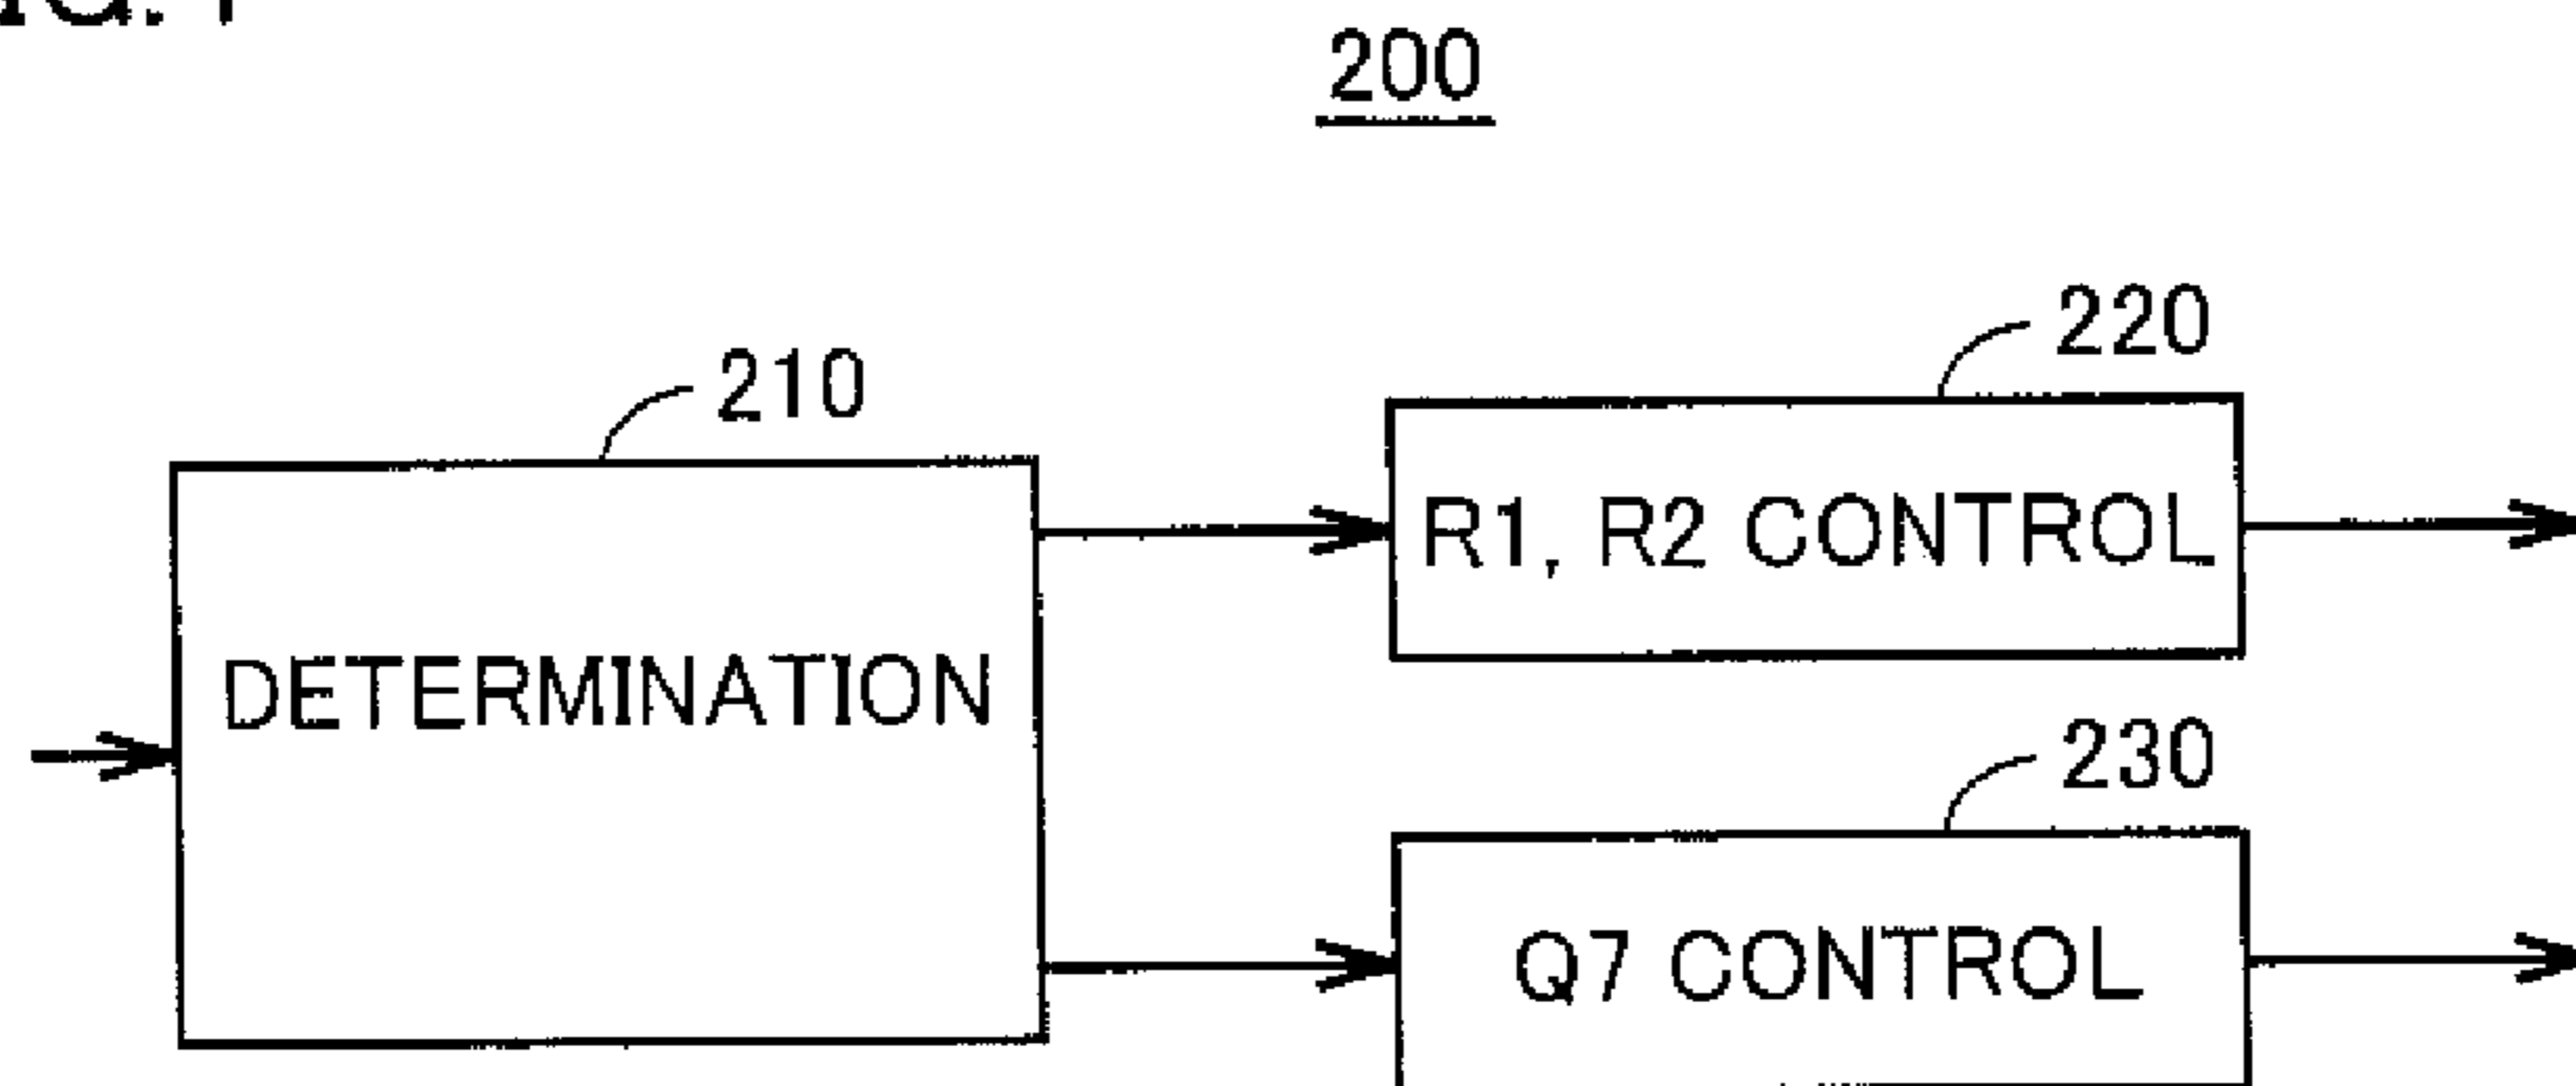 200
220
210
R1, R2 CONTROL
DETERMINATION
230
Q7 CONTROL